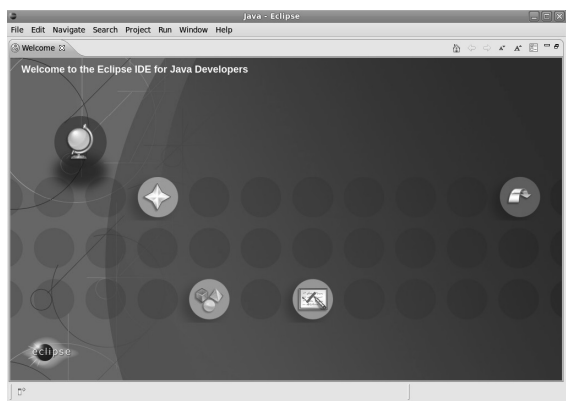 Java - Eclipse
File Edit Navigate Search Project Run Window Help
Welcome
Welcome to the Eclipse IDE for Java Developers
eclipse